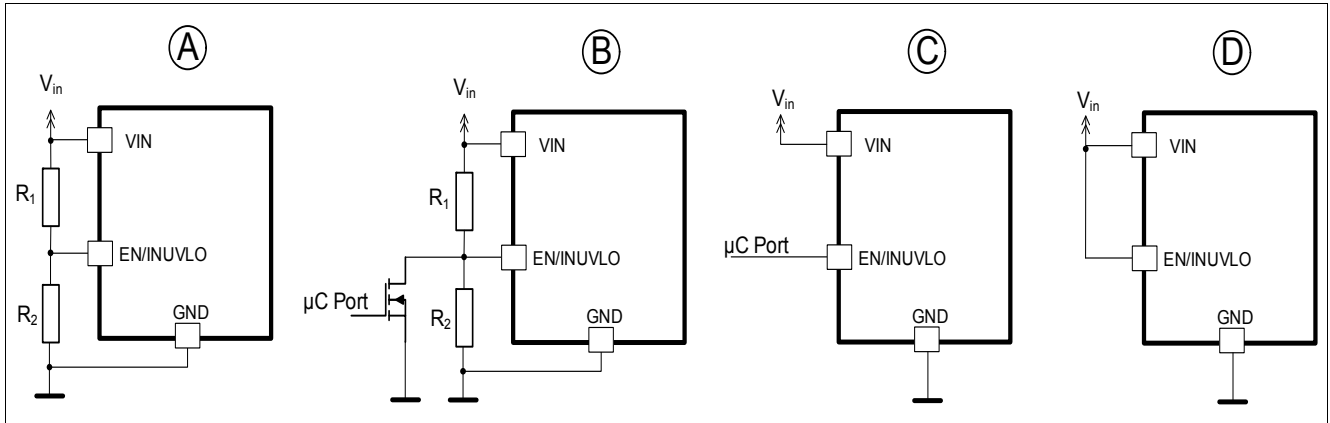 A
Vin
VIN
R1
EN/INUVLO
R2
GND
B
Vin
VIN
R1
EN/INUVLO
µC Port
R2
GND
C
Vin
VIN
µC Port
EN/INUVLO
GND
D
Vin
VIN
EN/INUVLO
GND